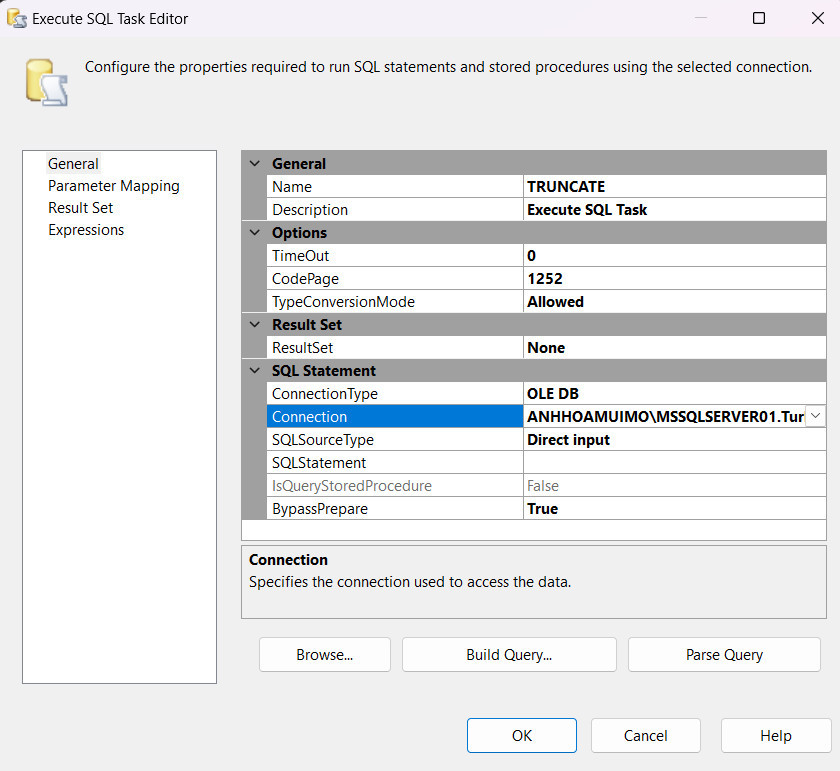 Execute SQL Task Editor
Configure the properties required to run SQL statements and stored procedures using the selected connection.
General
Parameter Mapping
Result Set
Expressions
General
Name TRUNCATE
Description Execute SQL Task
Options
TimeOut 0
CodePage 1252
TypeConversionMode Allowed
Result Set
ResultSet None
SQL Statement
ConnectionType OLE DB
Connection ANHHOAMUIMO\MSSQLSERVER01.Tur
SQLSourceType Direct input
SQLStatement
IsQueryStoredProcedure False
BypassPrepare True
Connection
Specifies the connection used to access the data.
Browse... Build Query... Parse Query
OK Cancel Help